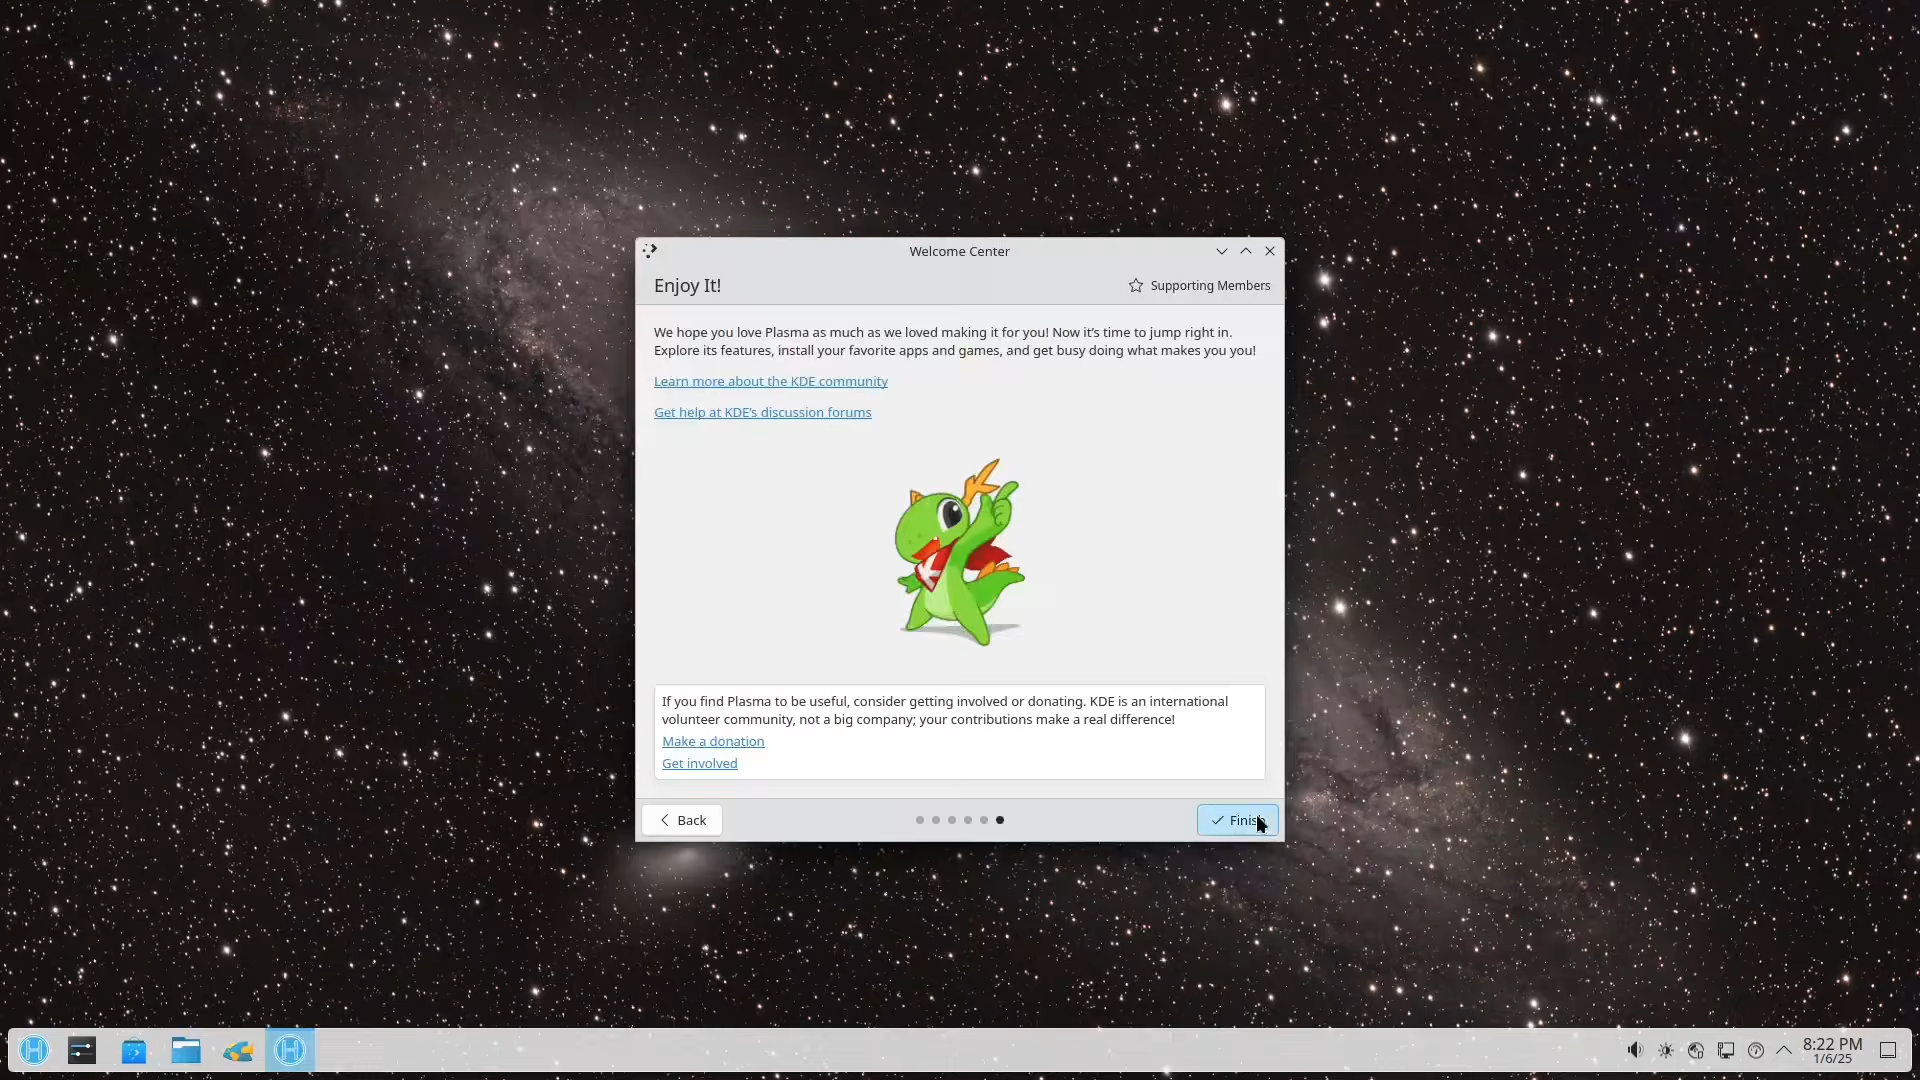 Welcome Center
Enjoy It!
Supporting Members
We hope you love Plasma as much as we loved making it for you! Now it's time to jump right in.
Explore its features, install your favorite apps and games, and get busy doing what makes you you!
Learn more about the KDE community
Get help at KDE's discussion forums
If you find Plasma to be useful, consider getting involved or donating. KDE is an international
volunteer community, not a big company; your contributions make a real difference!
Make a donation
Get involved
Back
Finish
8:22 PM
1/6/25